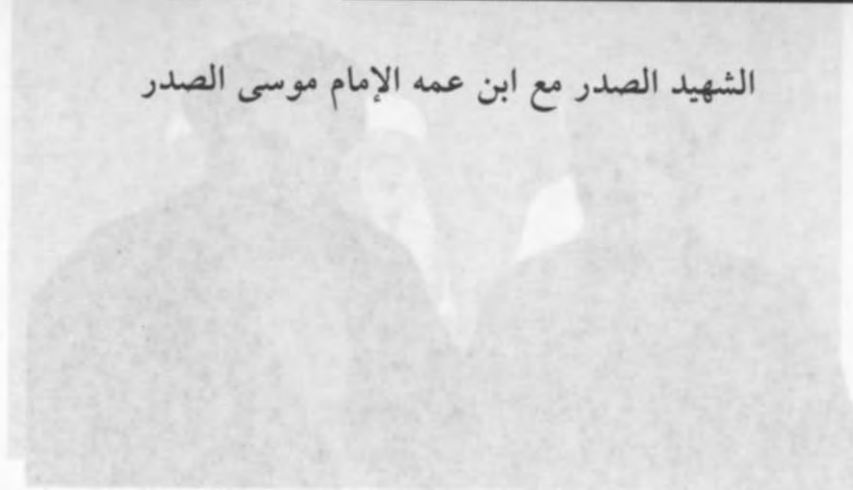 الشهيد الصدر مع ابن عمه الإمام موسى الصدر